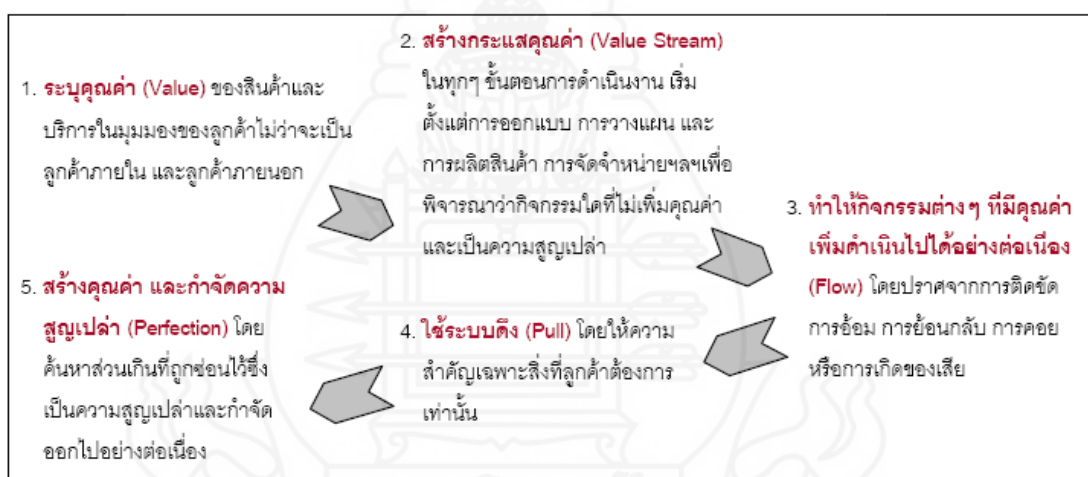 1. ระบุคุณค่า (Value) ของสินค้าและ
บริการในมุมมองของลูกค้าไม่ว่าจะเป็น
ลูกค้าภายใน และลูกค้าภายนอก
2. สร้างกระแสคุณค่า (Value Stream)
ในทุกๆ ขั้นตอนการดำเนินงาน เริ่ม
ตั้งแต่การออกแบบ การวางแผน และ
การผลิตสินค้า การจัดจำหน่ายฯลฯเพื่อ
พิจารณาว่ากิจกรรมใดที่ไม่เพิ่มคุณค่า
และเป็นความสูญเปล่า
3. ทำให้กิจกรรมต่างๆ ที่มีคุณค่า
เพิ่มดำเนินไปได้อย่างต่อเนื่อง
(Flow) โดยปราศจากการติดขัด
การอ้อม การย้อนกลับ การคอย
หรือการเกิดของเสีย
4. ใช้ระบบดึง (Pull) โดยให้ความ
สำคัญเฉพาะสิ่งที่ลูกค้าต้องการ
เท่านั้น
5. สร้างคุณค่า และกำจัดความ
สูญเปล่า (Perfection) โดย
ค้นหาส่วนเกินที่ถูกซ่อนไว้ซึ่ง
เป็นความสูญเปล่าและกำจัด
ออกไปอย่างต่อเนื่อง